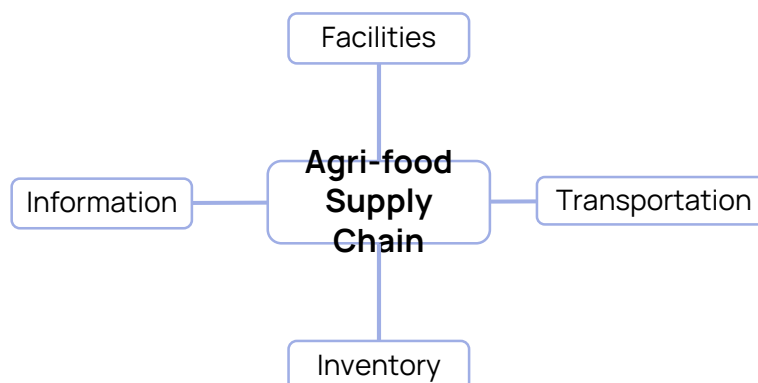 Facilities
Agri-food
Supply
Chain
Information
Transportation
Inventory